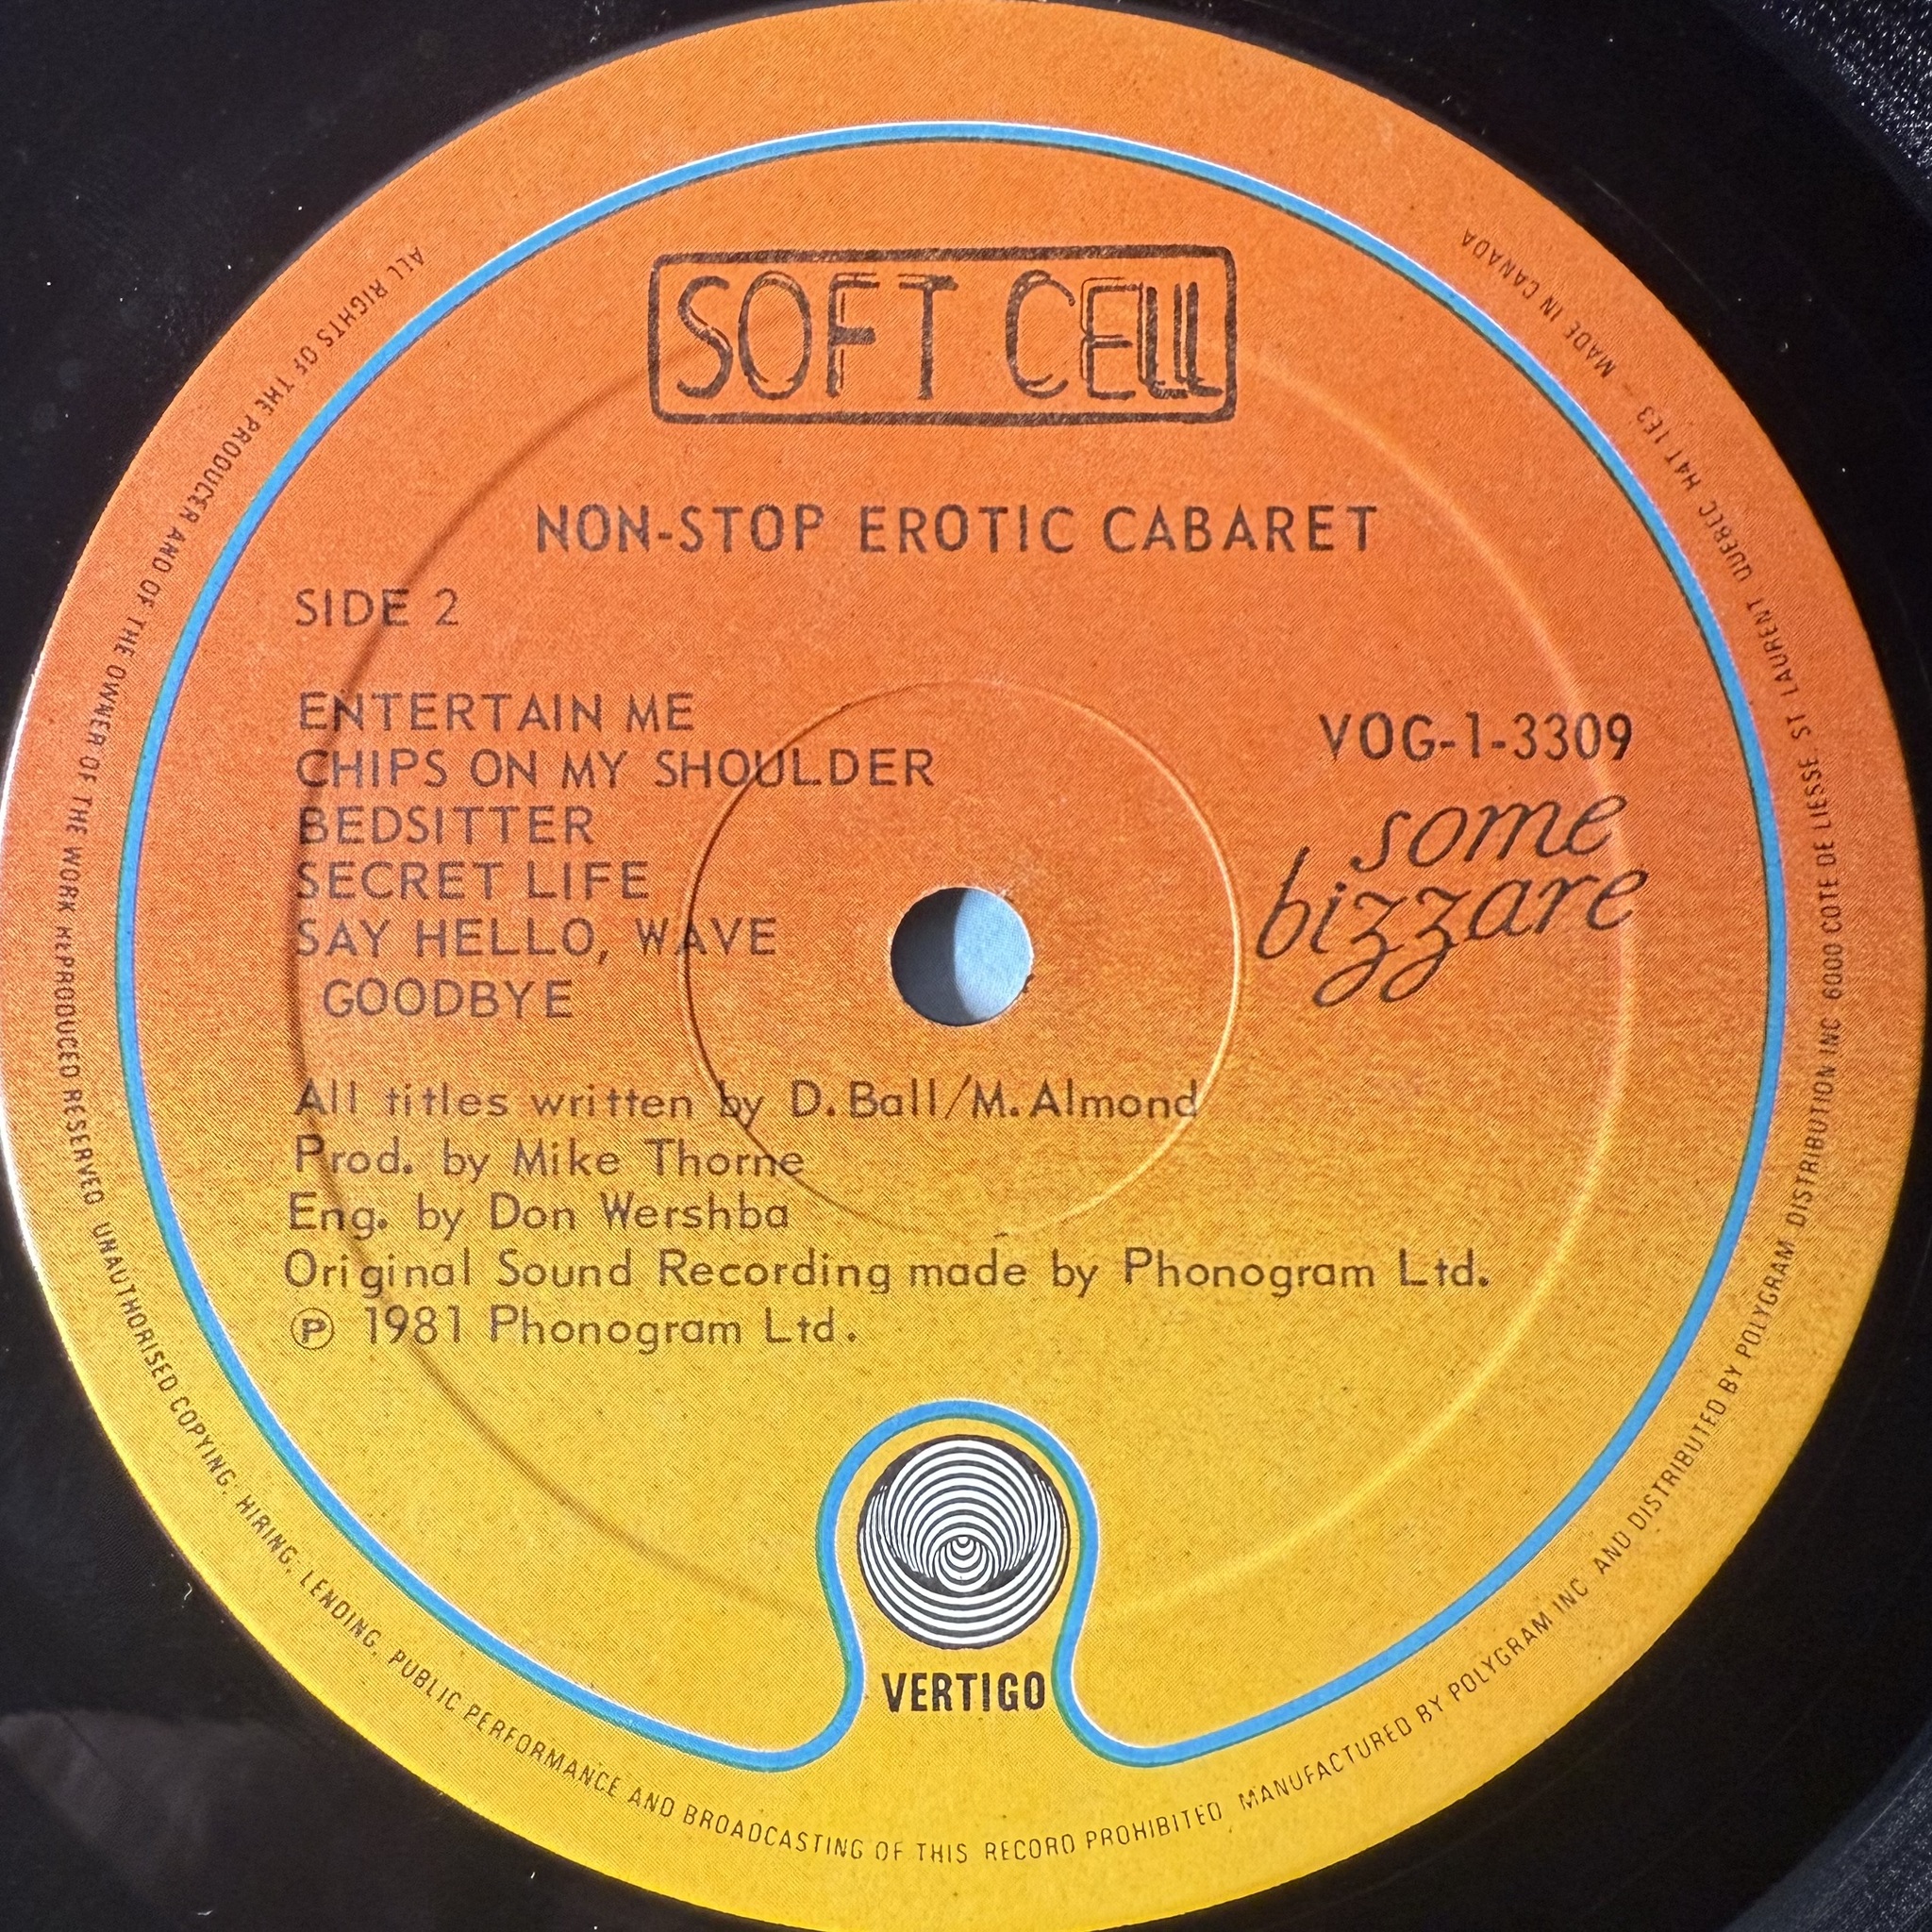 SOFT CELL
NON-STOP EROTIC CABARET
SIDE 2
ENTERTAIN ME
CHIPS ON MY SHOULDER
BEDSITTER
SECRET LIFE
SAY HELLO, WAVE
GOODBYE
VOG-1-3309
some
bizzare
All titles written by D.Ball/M.Almond
Prod. by Mike Thorne
Eng. by Don Wershba
Original Sound Recording made by Phonogram Ltd.
Ⓟ 1981 Phonogram Ltd.
VERTIGO
ALL RIGHTS OF THE PRODUCER AND OF THE OWNER OF THE WORK REPRODUCED RESERVED UNAUTHORISED COPYING, HIRING, LENDING, PUBLIC PERFORMANCE AND BROADCASTING OF THIS RECORD PROHIBITED MANUFACTURED BY POLYGRAM INC AND DISTRIBUTED BY POLYGRAM DISTRIBUTION INC 6000 COTE DE LIESSE, ST LAURENT QUEBEC H4T 1E3 - MADE IN CANADA